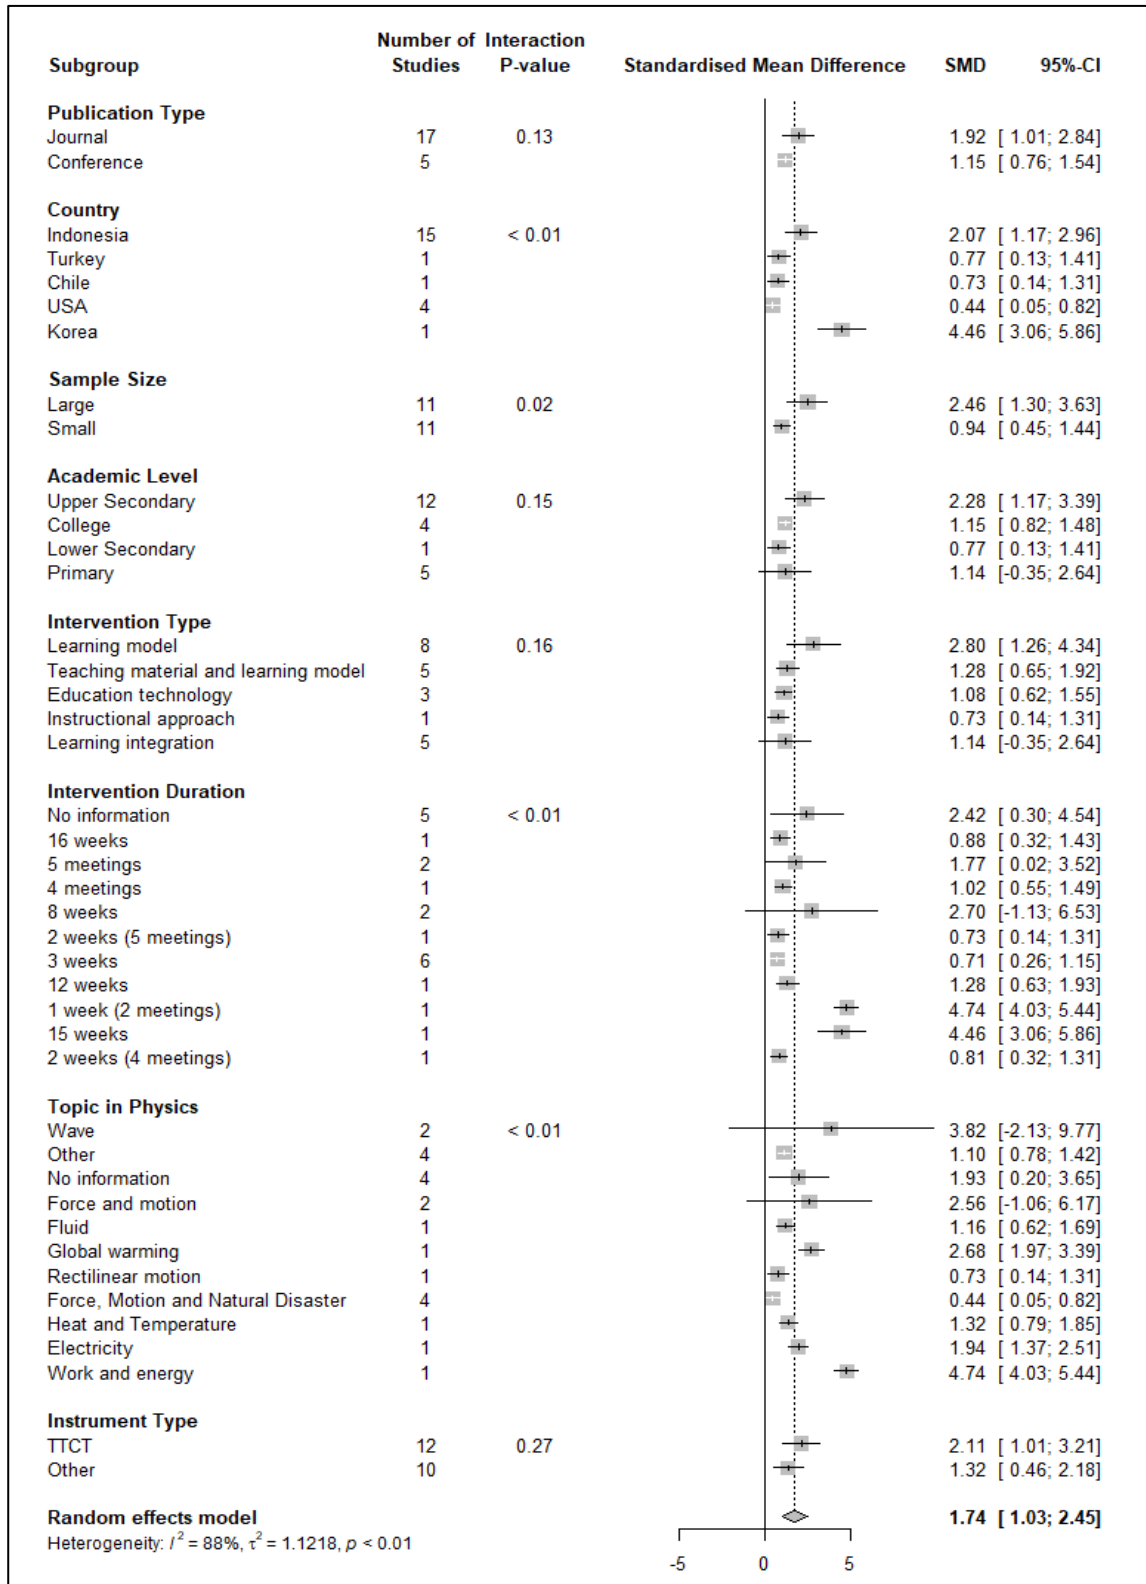 Number of Interaction
Subgroup Studies P-value Standardised Mean Difference SMD 95%-CI
Publication Type
Journal 17 0.13 1.92 [ 1.01; 2.84]
Conference 5 1.15 [ 0.76; 1.54]
Country
Indonesia 15 < 0.01 2.07 [ 1.17; 2.96]
Turkey 1 0.77 [ 0.13; 1.41]
Chile 1 0.73 [ 0.14; 1.31]
USA 4 0.44 [ 0.05; 0.82]
Korea 1 4.46 [ 3.06; 5.86]
Sample Size
Large 11 0.02 2.46 [ 1.30; 3.63]
Small 11 0.94 [ 0.45; 1.44]
Academic Level
Upper Secondary 12 0.15 2.28 [ 1.17; 3.39]
College 4 1.15 [ 0.82; 1.48]
Lower Secondary 1 0.77 [ 0.13; 1.41]
Primary 5 1.14 [-0.35; 2.64]
Intervention Type
Learning model 8 0.16 2.80 [ 1.26; 4.34]
Teaching material and learning model 5 1.28 [ 0.65; 1.92]
Education technology 3 1.08 [ 0.62; 1.55]
Instructional approach 1 0.73 [ 0.14; 1.31]
Learning integration 5 1.14 [-0.35; 2.64]
Intervention Duration
No information 5 < 0.01 2.42 [ 0.30; 4.54]
16 weeks 1 0.88 [ 0.32; 1.43]
5 meetings 2 1.77 [ 0.02; 3.52]
4 meetings 1 1.02 [ 0.55; 1.49]
8 weeks 2 2.70 [-1.13; 6.53]
2 weeks (5 meetings) 1 0.73 [ 0.14; 1.31]
3 weeks 6 0.71 [ 0.26; 1.15]
12 weeks 1 1.28 [ 0.63; 1.93]
1 week (2 meetings) 1 4.74 [ 4.03; 5.44]
15 weeks 1 4.46 [ 3.06; 5.86]
2 weeks (4 meetings) 1 0.81 [ 0.32; 1.31]
Topic in Physics
Wave 2 < 0.01 3.82 [-2.13; 9.77]
Other 4 1.10 [ 0.78; 1.42]
No information 4 1.93 [ 0.20; 3.65]
Force and motion 2 2.56 [-1.06; 6.17]
Fluid 1 1.16 [ 0.62; 1.69]
Global warming 1 2.68 [ 1.97; 3.39]
Rectilinear motion 1 0.73 [ 0.14; 1.31]
Force, Motion and Natural Disaster 4 0.44 [ 0.05; 0.82]
Heat and Temperature 1 1.32 [ 0.79; 1.85]
Electricity 1 1.94 [ 1.37; 2.51]
Work and energy 1 4.74 [ 4.03; 5.44]
Instrument Type
TTCT 12 0.27 2.11 [ 1.01; 3.21]
Other 10 1.32 [ 0.46; 2.18]
Random effects model 1.74 [ 1.03; 2.45]
Heterogeneity: I² = 88%, τ² = 1.1218, p < 0.01
-5 0 5